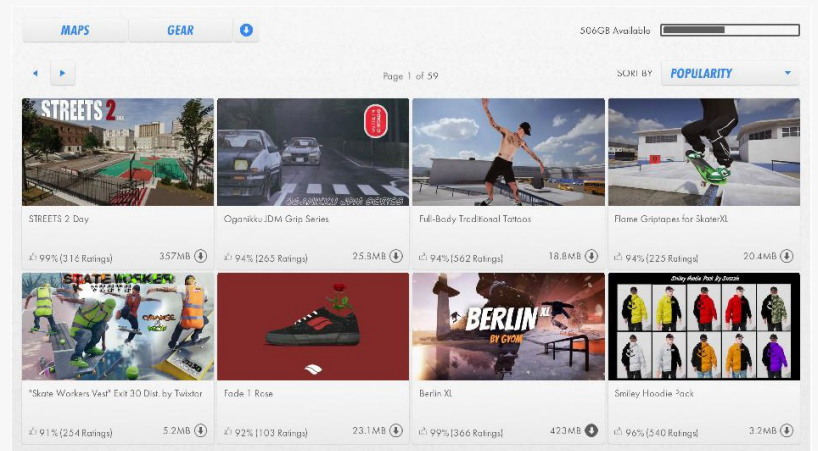 MAPS
GEAR
506GB Available
Page 1 of 59
SORT BY
POPULARITY
STREETS 2
STREETS 2 Day
99% (316 Ratings)
357MB
Oganikku JDM Grip Series
94% (265 Ratings)
25.8MB
Full-Body Traditional Tattoos
94% (562 Ratings)
18.8MB
Flame Griptapes for SkaterXL
94% (225 Ratings)
20.4MB
ORANGE
"Skate Workers Vest" Exit 30 Dist. by Twixtor
91% (254 Ratings)
5.2MB
Fade 1 Rose
92% (103 Ratings)
23.1MB
BERLIN XL
BY GYOM
Berlin XL
99% (366 Ratings)
423MB
Smiley Hoodie Pack
96% (540 Ratings)
3.2MB